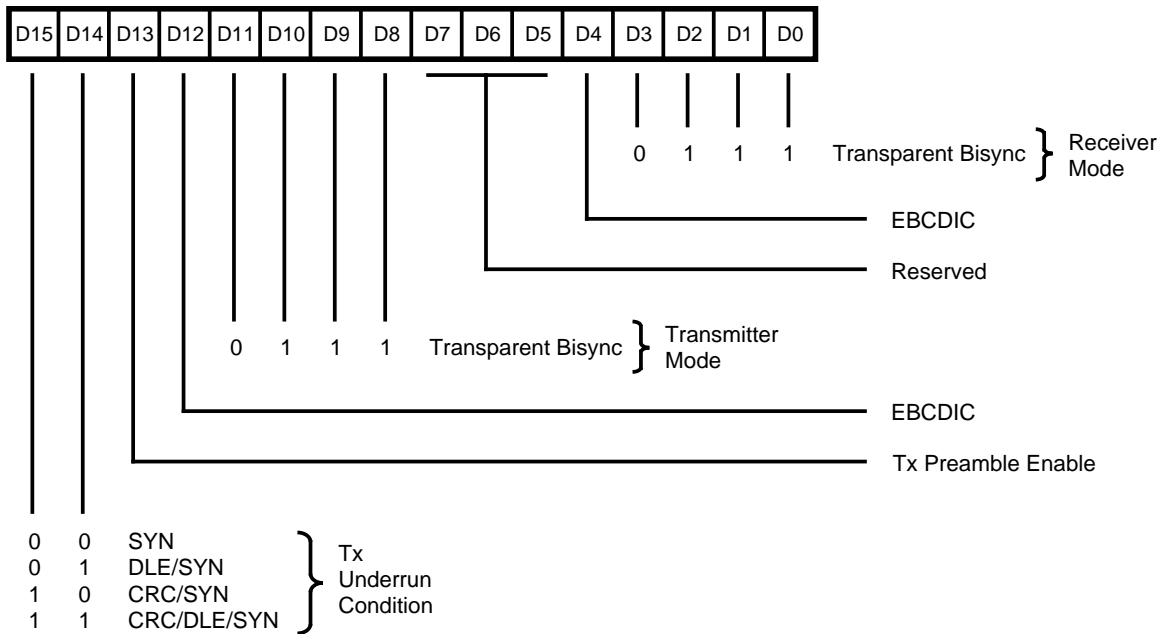 D15 D14 D13 D12 D11 D10 D9 D8 D7 D6 D5 D4 D3 D2 D1 D0
0 1 1 1 Transparent Bisync Receiver
Mode
EBCDIC
Reserved
0 1 1 1 Transparent Bisync Transmitter
Mode
EBCDIC
Tx Preamble Enable
0 0 SYN
0 1 DLE/SYN
1 0 CRC/SYN
1 1 CRC/DLE/SYN
Tx
Underrun
Condition